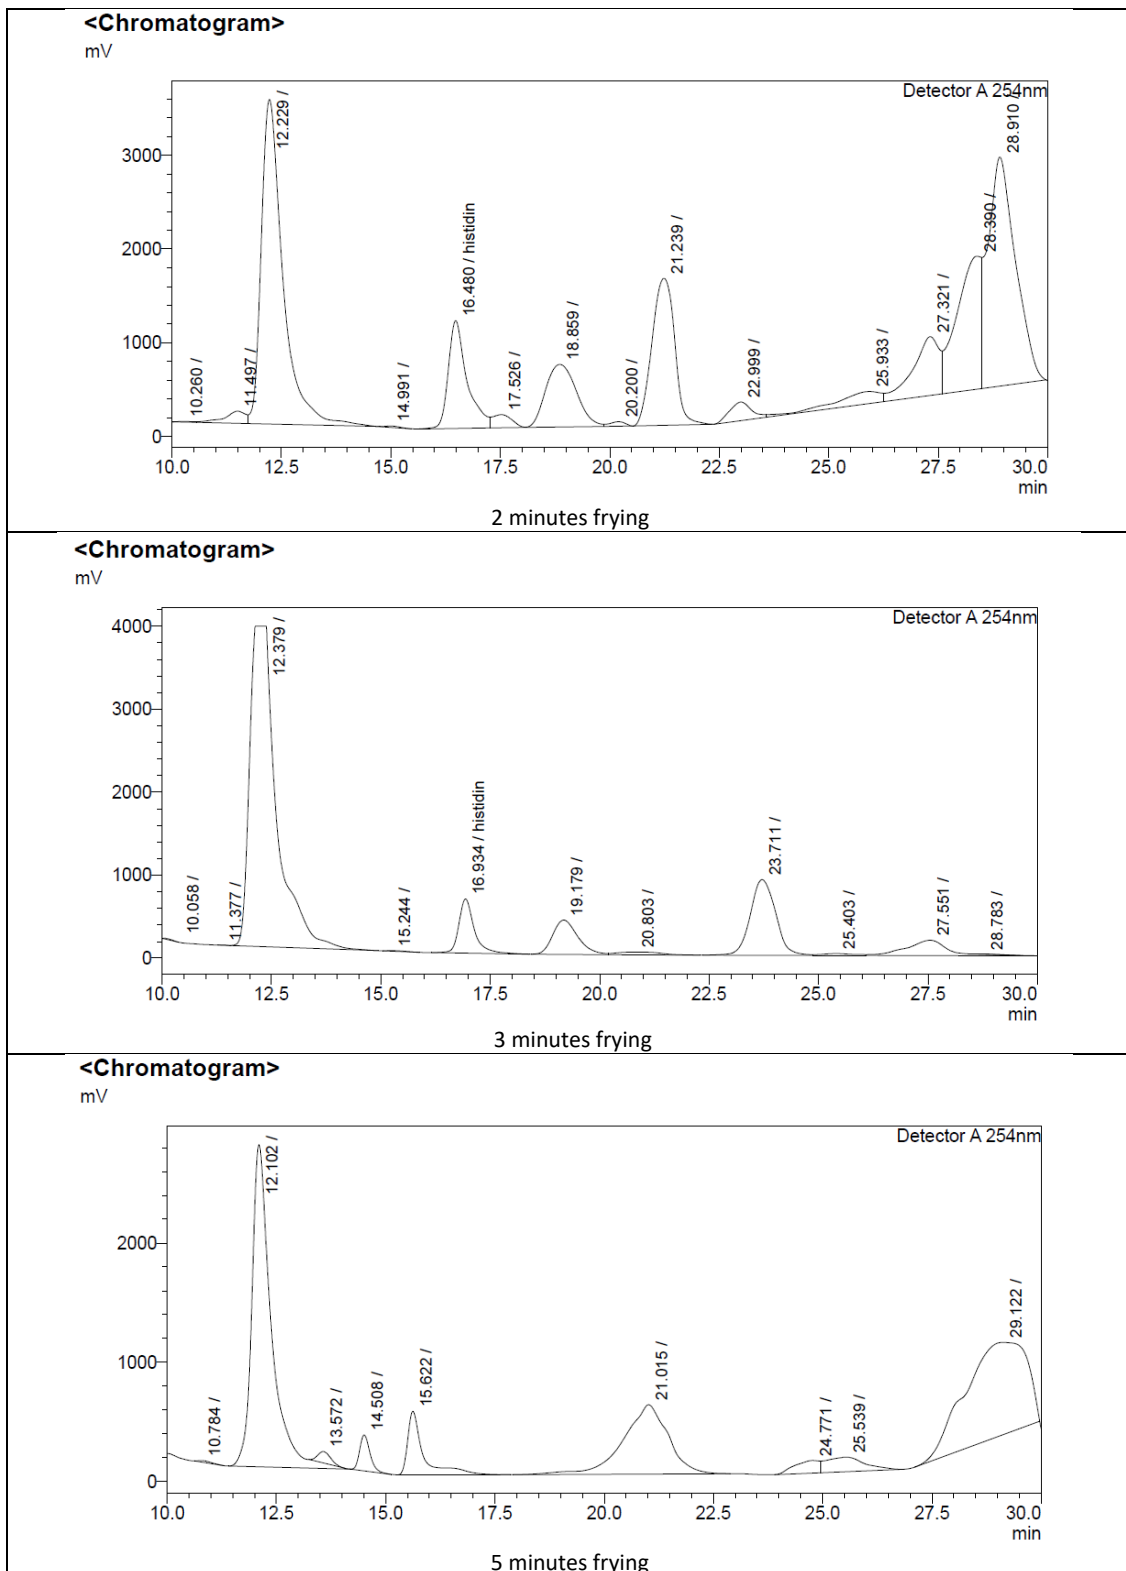 <Chromatogram>
mV
Detector A 254nm
3000
2000
1000
0
10.260 /
11.497 /
12.229 /
14.991 /
16.480 / histidin
17.526 /
18.859 /
20.200 /
21.239 /
22.999 /
25.933 /
27.321 /
28.390 /
28.910 /
10.0 12.5 15.0 17.5 20.0 22.5 25.0 27.5 30.0
min
2 minutes frying
<Chromatogram>
mV
Detector A 254nm
4000
3000
2000
1000
0
10.058 /
11.377 /
12.379 /
15.244 /
16.934 / histidin
19.179 /
20.803 /
23.711 /
25.403 /
27.551 /
28.783 /
10.0 12.5 15.0 17.5 20.0 22.5 25.0 27.5 30.0
min
3 minutes frying
<Chromatogram>
mV
Detector A 254nm
2000
1000
0
10.784 /
12.102 /
13.572 /
14.508 /
15.622 /
21.015 /
24.771 /
25.539 /
29.122 /
10.0 12.5 15.0 17.5 20.0 22.5 25.0 27.5 30.0
min
5 minutes frying